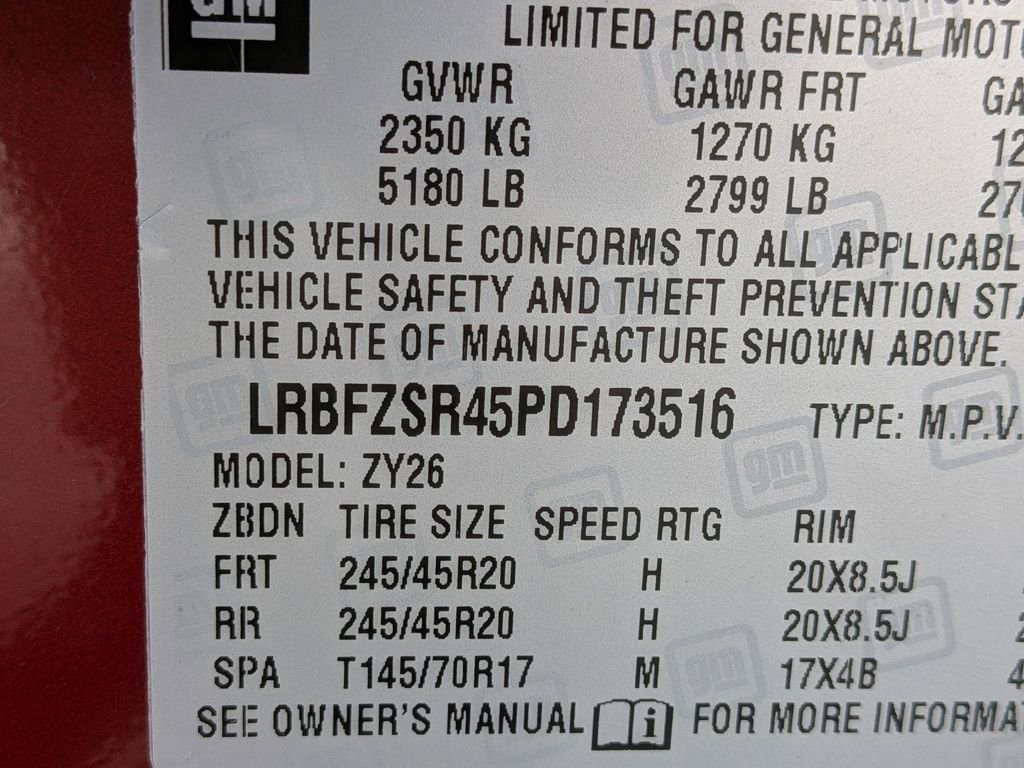 GM
LIMITED FOR GENERAL
GVWR GAWR FRT
2350 KG 1270 KG
5180 LB 2799 LB
THIS VEHICLE CONFORMS TO ALL
VEHICLE SAFETY AND THEFT PREVENTION
THE DATE OF MANUFACTURE SHOWN ABOVE.
LRBFZSR45PD173516 TYPE: M.P.V.
MODEL: ZY26
ZBDN TIRE SIZE SPEED RTG RIM
FRT 245/45R20 H 20X8.5J
RR 245/45R20 H 20X8.5J
SPA T145/70R17 M 17X4B
SEE OWNER'S MANUAL i FOR MORE